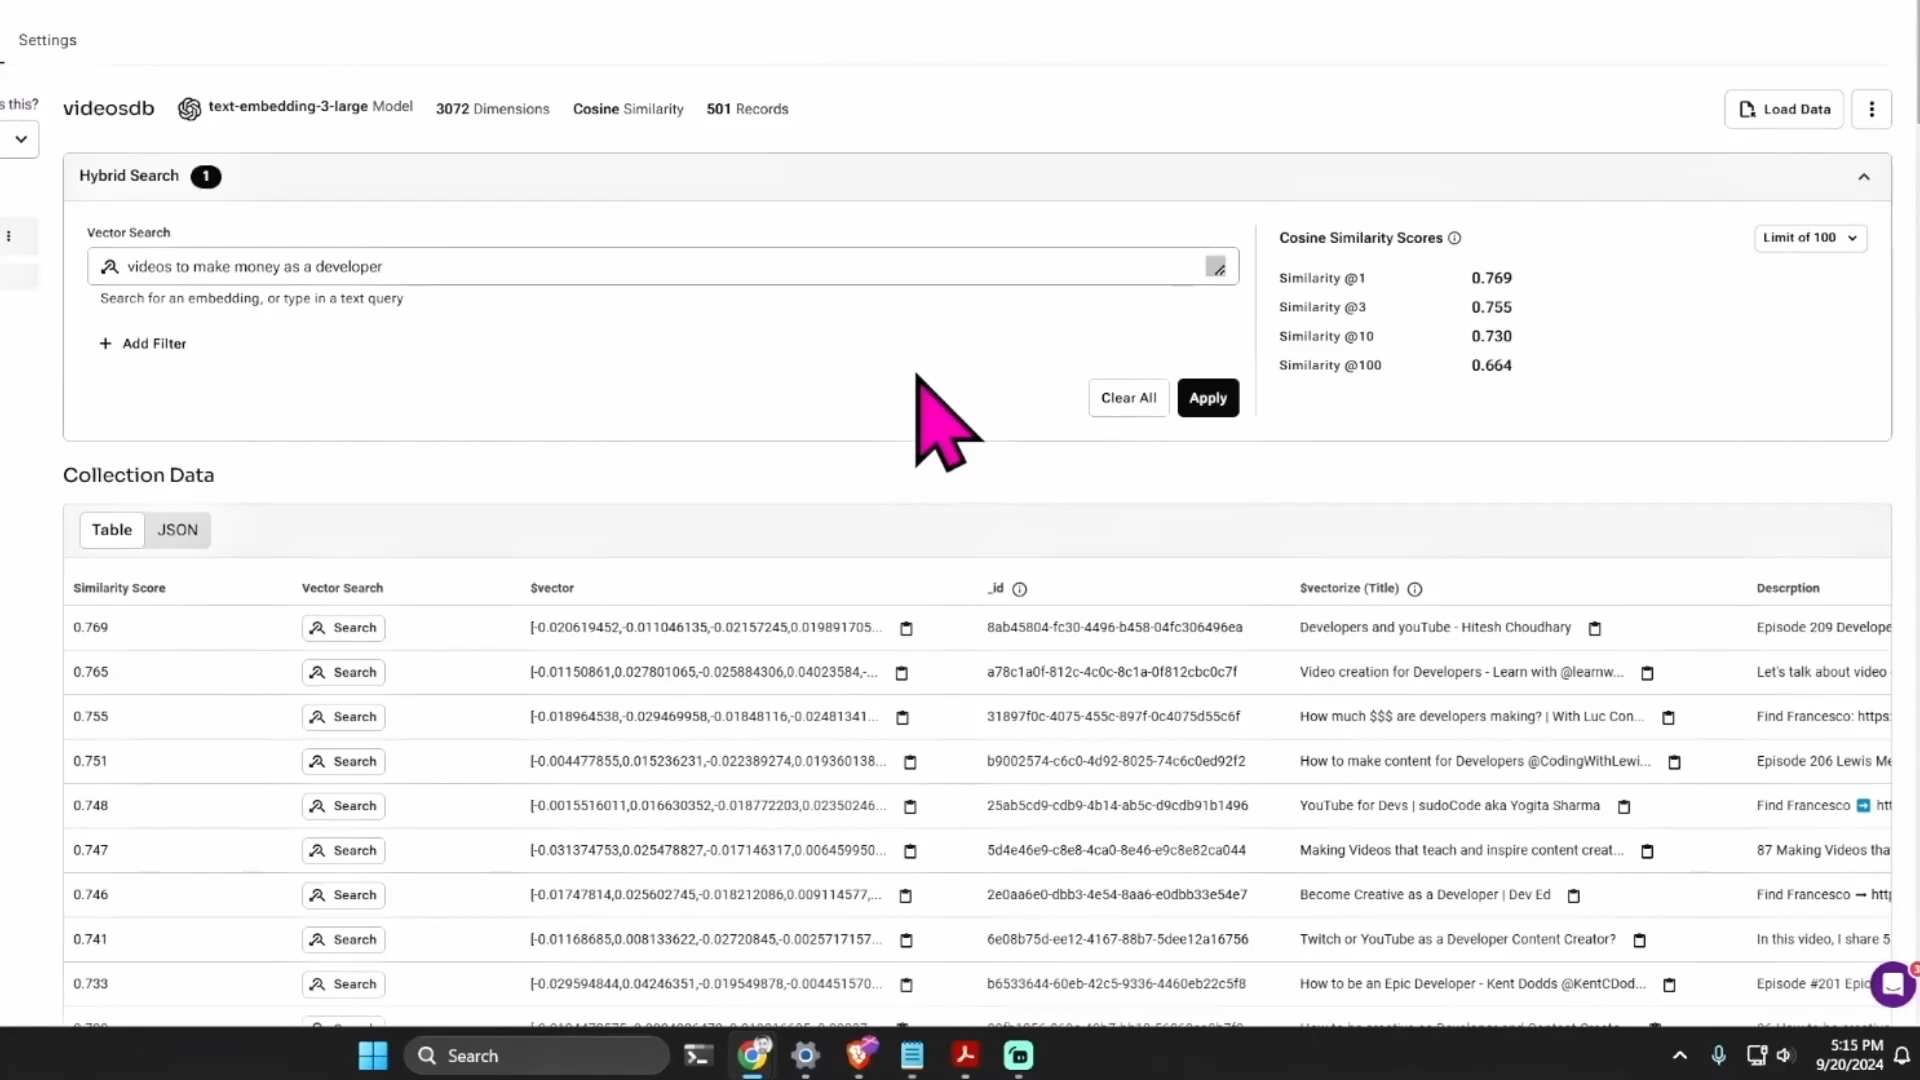 Settings
s this?
videosdb
text-embedding-3-large Model
3072 Dimensions
Cosine Similarity
501 Records
Load Data
Hybrid Search 1
Vector Search
videos to make money as a developer
Search for an embedding, or type in a text query
+ Add Filter
Clear All
Apply
Cosine Similarity Scores
Limit of 100
Similarity @1 0.769
Similarity @3 0.755
Similarity @10 0.730
Similarity @100 0.664
Collection Data
Table JSON
Similarity Score Vector Search $vector _id $vectorize (Title) Descrption
0.769 Search [-0.020619452,-0.011046135,-0.02157245,0.019891705... 8ab45804-fc30-4496-b458-04fc306496ea Developers and youTube - Hitesh Choudhary Episode 209 Develope
0.765 Search [-0.01150861,0.027801065,-0.025884306,0.04023584,-... a78c1a0f-812c-4c0c-8c1a-0f812cbc0c7f Video creation for Developers - Learn with @learnw... Let's talk about video
0.755 Search [-0.018964538,-0.029469958,-0.01848116,-0.02481341... 31897f0c-4075-455c-897f-0c4075d55c6f How much $$$ are developers making? | With Luc Con... Find Francesco: https:
0.751 Search [-0.004477855,0.015236231,-0.022389274,0.019360138... b9002574-c6c0-4d92-8025-74c6c0ed92f2 How to make content for Developers @CodingWithLewi... Episode 206 Lewis Me
0.748 Search [-0.0015516011,0.016630352,-0.018772203,0.02350246... 25ab5cd9-cdb9-4b14-ab5c-d9cdb91b1496 YouTube for Devs | sudoCode aka Yogita Sharma Find Francesco ➡️ htt
0.747 Search [-0.031374753,0.025478827,-0.017146317,0.006459950... 5d4e46e9-c8e8-4ca0-8e46-e9c8e82ca044 Making Videos that teach and inspire content creat... 87 Making Videos tha
0.746 Search [-0.01747814,0.025602745,-0.018212086,0.009114577,... 2e0aa6e0-dbb3-4e54-8aa6-e0dbb33e54e7 Become Creative as a Developer | Dev Ed Find Francesco → http
0.741 Search [-0.01168685,0.008133622,-0.02720845,-0.0025717157... 6e08b75d-ee12-4167-88b7-5dee12a16756 Twitch or YouTube as a Developer Content Creator? In this video, I share 5
0.733 Search [-0.029594844,0.04246351,-0.019549878,-0.004451570... b6533644-60eb-42c5-9336-4460eb22c5f8 How to be an Epic Developer - Kent Dodds @KentCDod... Episode #201 Epic
3
Search
5:15 PM
9/20/2024